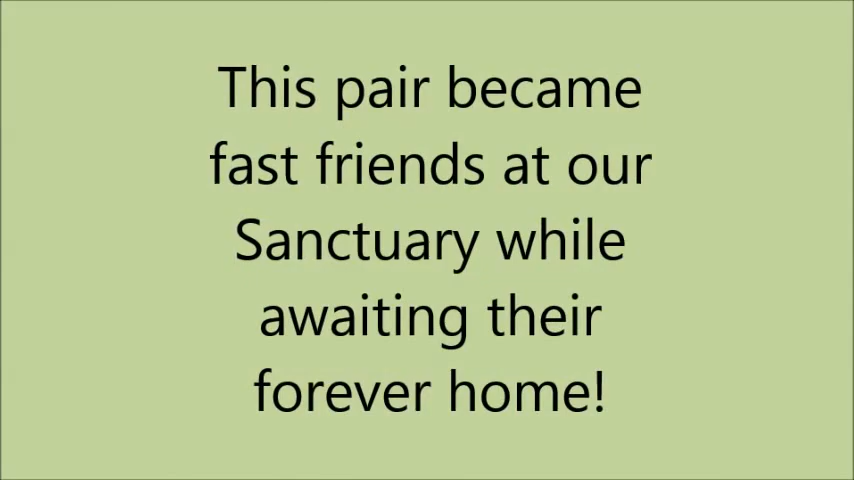 This pair became
fast friends at our
Sanctuary while
awaiting their
forever home!